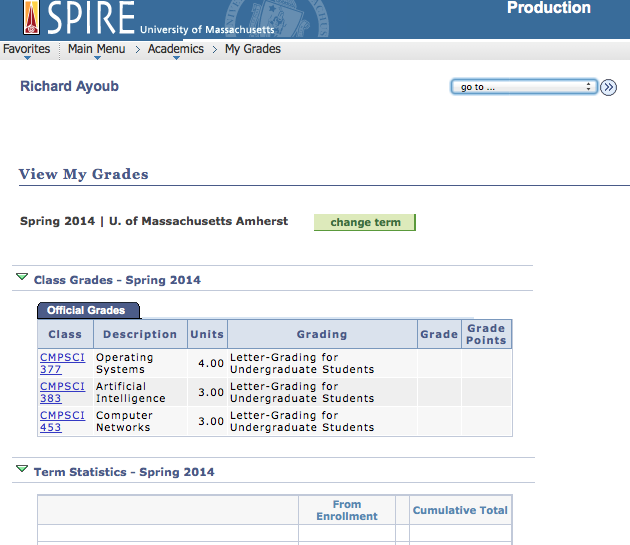 SPIRE University of Massachusetts
Production
Favorites Main Menu > Academics > My Grades
Richard Ayoub
go to ...
View My Grades
Spring 2014 | U. of Massachusetts Amherst change term
Class Grades - Spring 2014
Official Grades
Class Description Units Grading Grade Grade Points
CMPSCI 377 Operating Systems 4.00 Letter-Grading for Undergraduate Students
CMPSCI 383 Artificial Intelligence 3.00 Letter-Grading for Undergraduate Students
CMPSCI 453 Computer Networks 3.00 Letter-Grading for Undergraduate Students
Term Statistics - Spring 2014
From Enrollment Cumulative Total